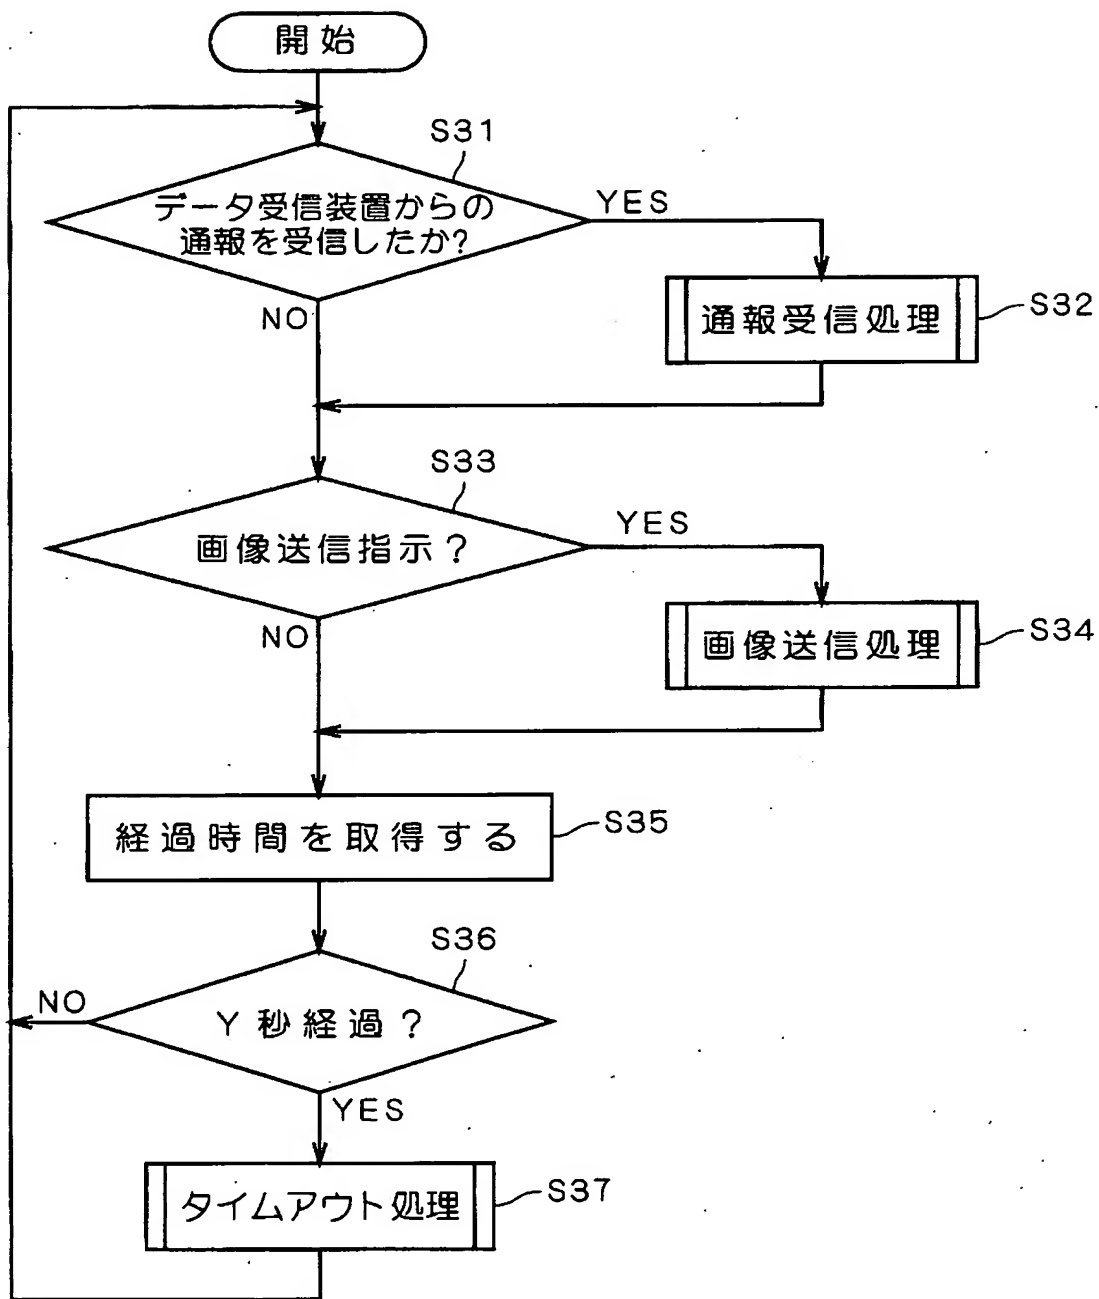 開始
S31
データ受信装置からの
通報を受信したか?
YES
NO
通報受信処理
S32
S33
画像送信指示?
YES
NO
画像送信処理
S34
経過時間を取得する
S35
S36
NO
Y秒経過?
YES
タイムアウト処理
S37